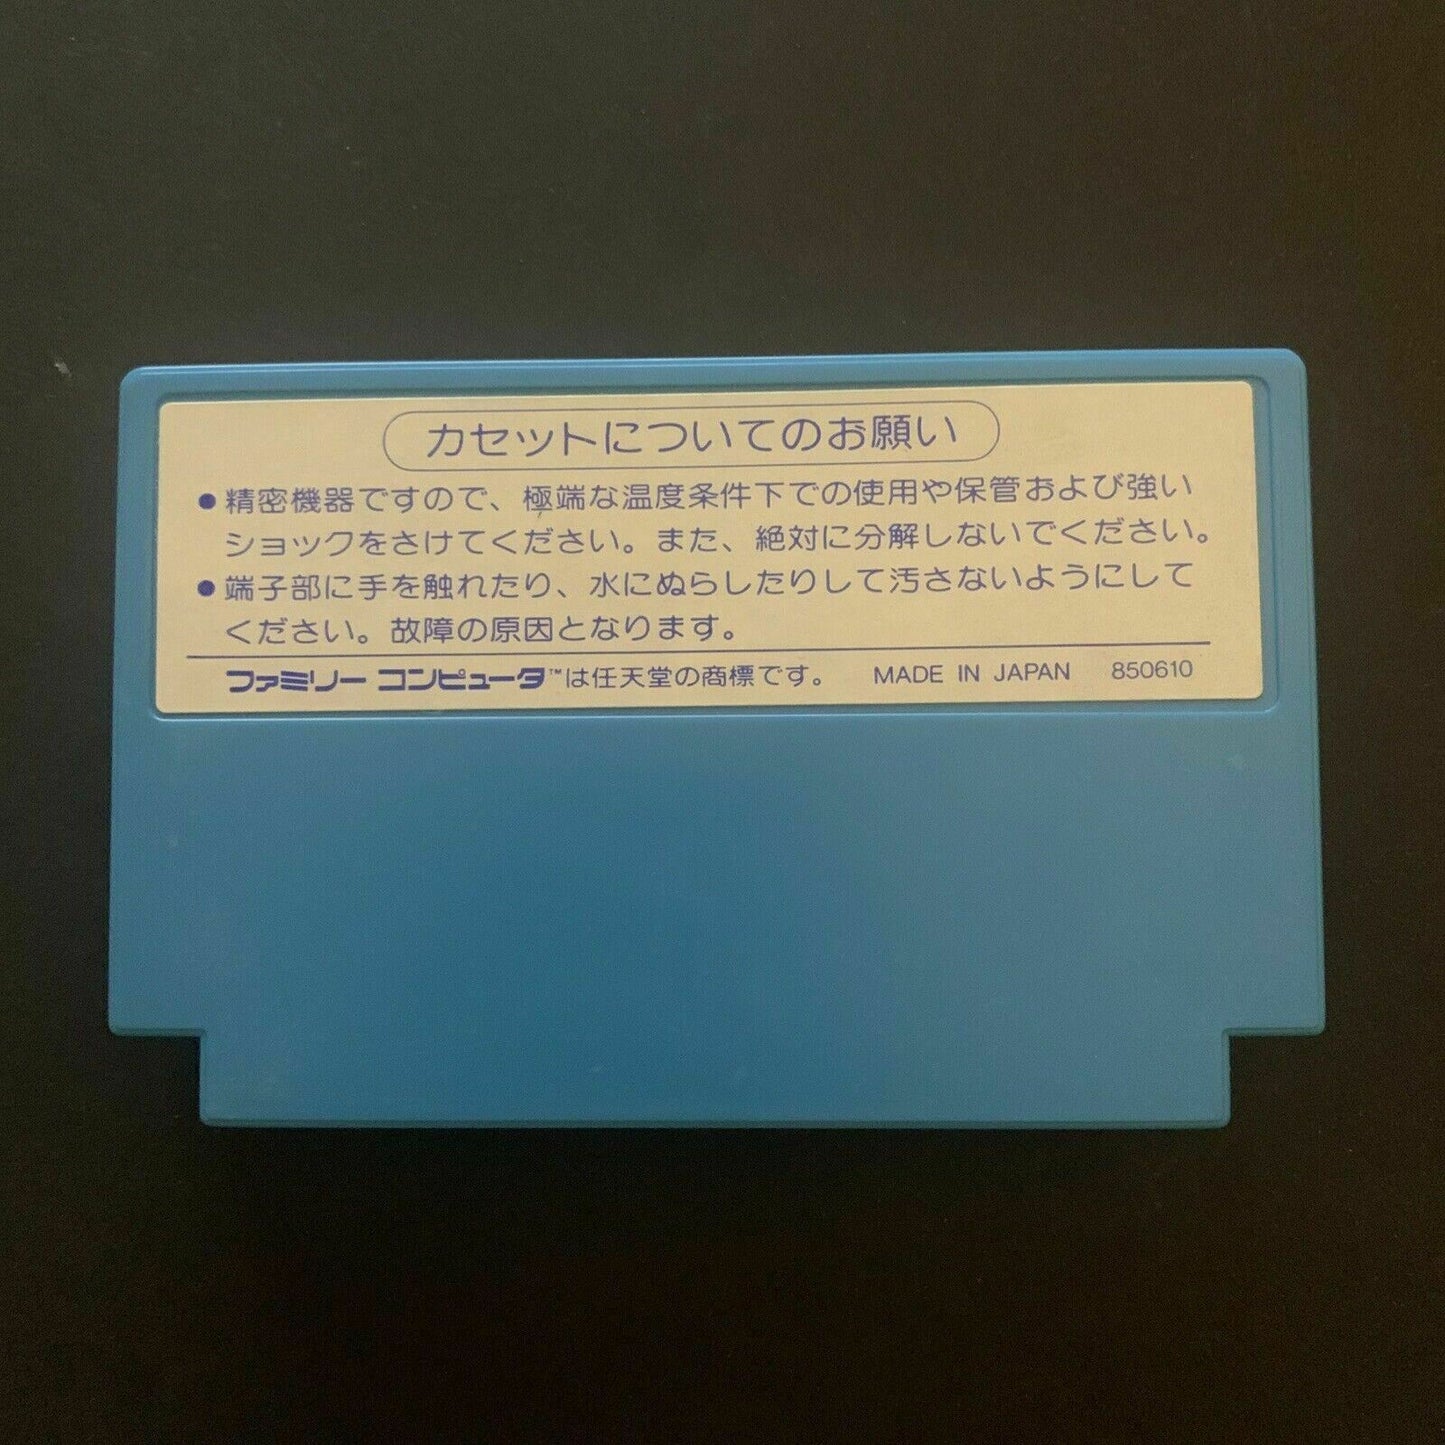 カセットについてのお願い
●精密機器ですので、極端な温度条件下での使用や保管および強い
ショックをさけてください。また、絶対に分解しないでください。
●端子部に手を触れたり、水にぬらしたりして汚さないようにして
ください。故障の原因となります。
ファミリー コンピュータ™は任天堂の商標です。 MADE IN JAPAN 850610